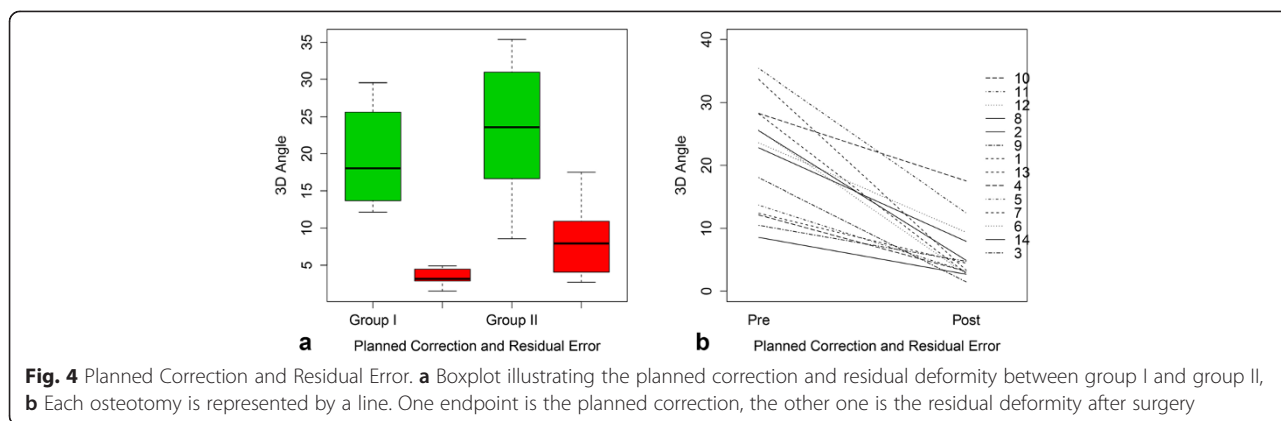 35
30
25
20
15
10
5
3D Angle
Group I
Group II
a
Planned Correction and Residual Error
40
30
20
10
0
3D Angle
Pre
Post
b
Planned Correction and Residual Error
10
11
12
8
2
9
1
13
4
5
7
6
14
3
Fig. 4 Planned Correction and Residual Error. a Boxplot illustrating the planned correction and residual deformity between group I and group II,
b Each osteotomy is represented by a line. One endpoint is the planned correction, the other one is the residual deformity after surgery